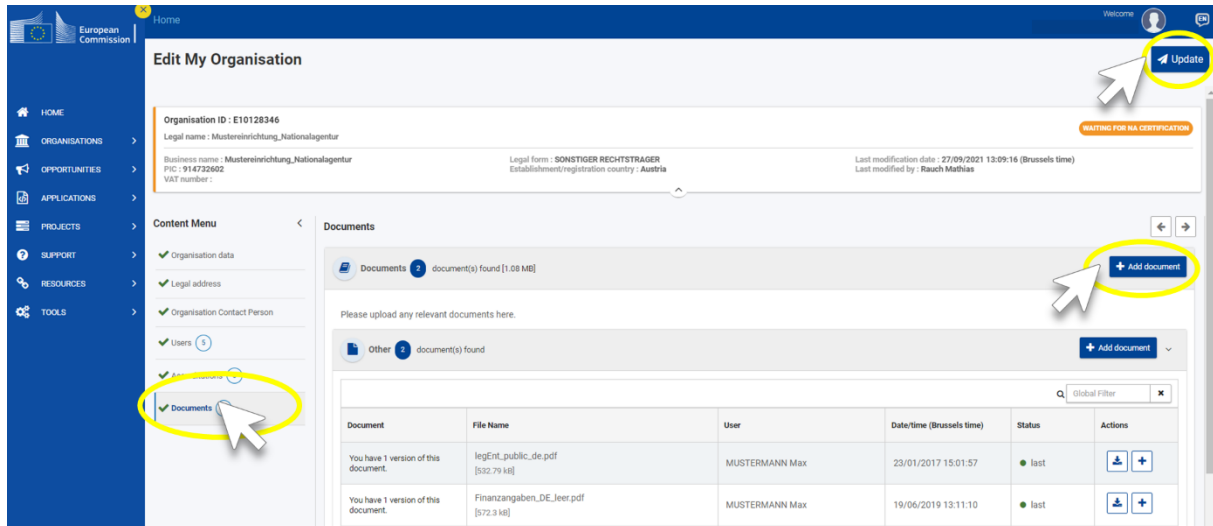 European
Commission
Home
Welcome
EN
Edit My Organisation
Update
HOME
ORGANISATIONS
OPPORTUNITIES
APPLICATIONS
PROJECTS
SUPPORT
RESOURCES
TOOLS
Organisation ID : E10128346
Legal name : Mustereinrichtung_Nationalagentur
WAITING FOR NA CERTIFICATION
Business name : Mustereinrichtung_Nationalagentur
PIC : 914732602
VAT number :
Legal form : SONSTIGER RECHTSTRAGER
Establishment/registration country : Austria
Last modification date : 27/09/2021 13:09:16 (Brussels time)
Last modified by : Rauch Mathias
Content Menu
Organisation data
Legal address
Organisation Contact Person
Users 5
Documents
Documents
Documents 2 document(s) found [1.08 MB]
+ Add document
Please upload any relevant documents here.
Other 2 document(s) found
+ Add document
Global Filter
Document File Name User Date/time (Brussels time) Status Actions
You have 1 version of this
document.
legEnt_public_de.pdf
[532.79 kB]
MUSTERMANN Max
23/01/2017 15:01:57
last
You have 1 version of this
document.
Finanzangaben_DE_leer.pdf
[572.3 kB]
MUSTERMANN Max
19/06/2019 13:11:10
last